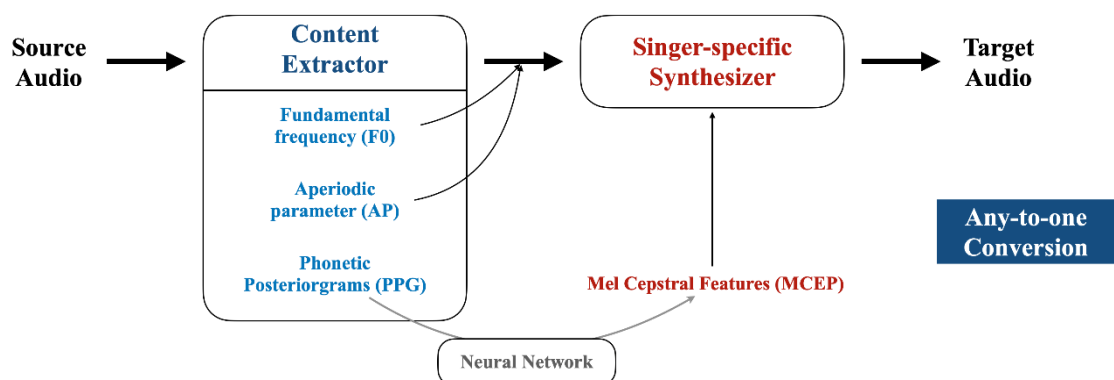 Source
Audio
Content
Extractor
Fundamental
frequency (F0)
Aperiodic
parameter (AP)
Phonetic
Posteriorgrams (PPG)
Neural Network
Singer-specific
Synthesizer
Mel Cepstral Features (MCEP)
Target
Audio
Any-to-one
Conversion